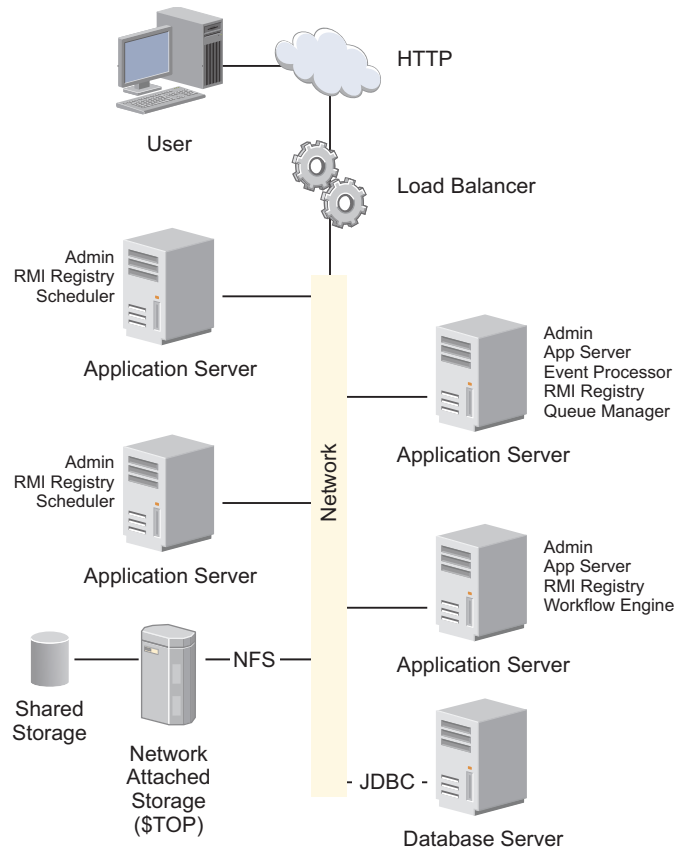 HTTP
User
Load Balancer
Admin
RMI Registry
Scheduler
Application Server
Admin
App Server
Event Processor
RMI Registry
Queue Manager
Application Server
Network
Admin
RMI Registry
Scheduler
Application Server
Admin
App Server
RMI Registry
Workflow Engine
Application Server
NFS
Shared
Storage
Network
Attached
Storage
($TOP)
JDBC
Database Server